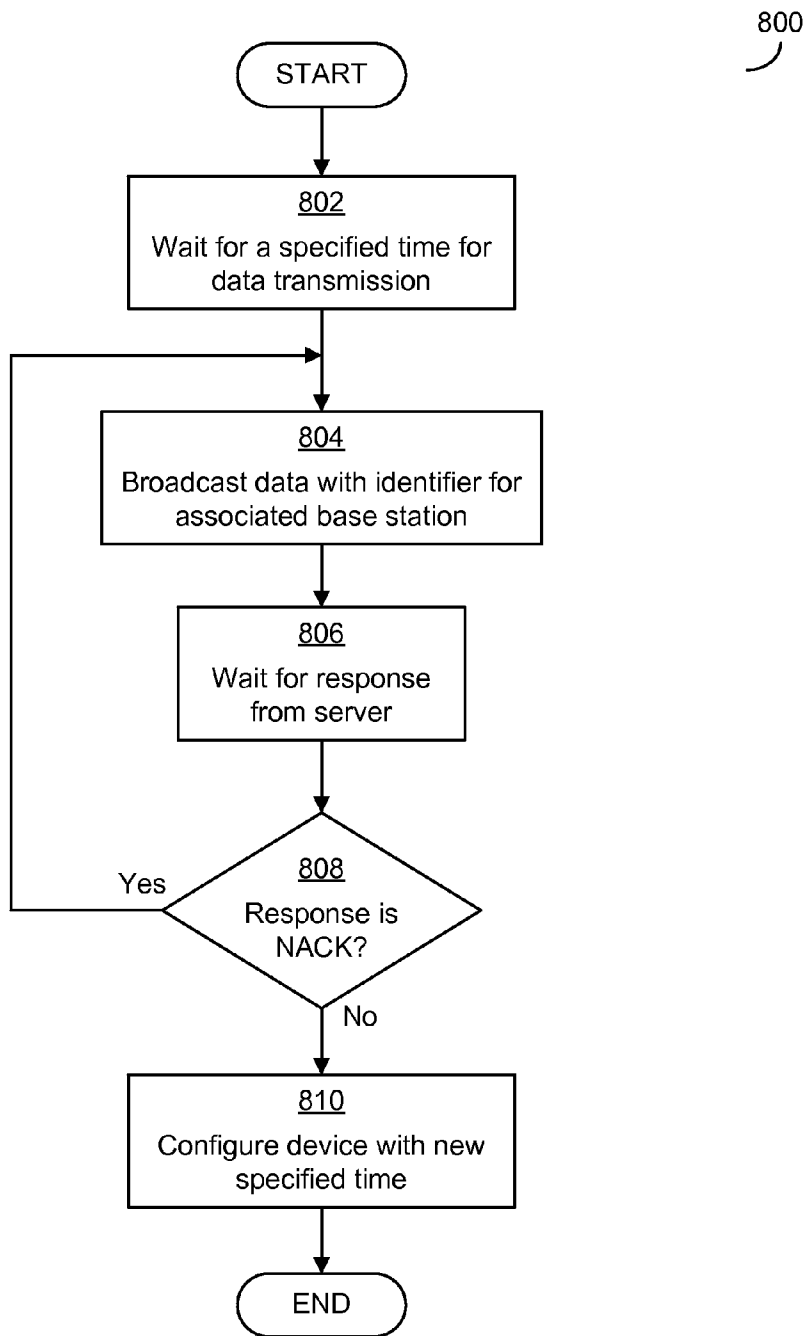 800
START
802
Wait for a specified time for
data transmission
804
Broadcast data with identifier for
associated base station
806
Wait for response
from server
Yes
808
Response is
NACK?
No
810
Configure device with new
specified time
END